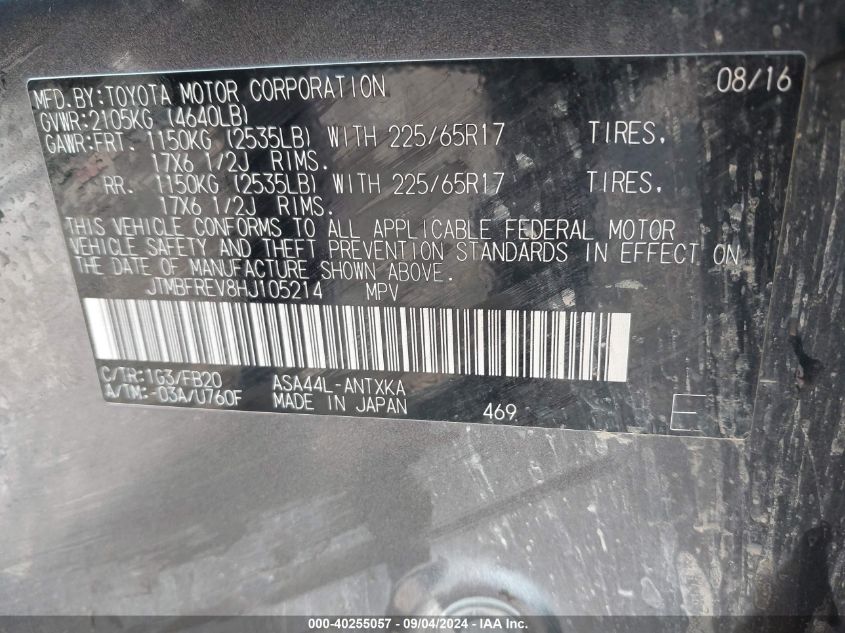 08/16
MFD.BY:TOYOTA MOTOR CORPORATION
GVWR:2105KG (4640LB)
GAWR:FRT. 1150KG (2535LB) WITH 225/65R17 TIRES,
17X6 1/2J RIMS.
RR. 1150KG (2535LB) WITH 225/65R17 TIRES,
17X6 1/2J RIMS.
THIS VEHICLE CONFORMS TO ALL APPLICABLE FEDERAL MOTOR
VEHICLE SAFETY AND THEFT PREVENTION STANDARDS IN EFFECT ON
THE DATE OF MANUFACTURE SHOWN ABOVE.
JTMBFREV8HJ105214 MPV
C/TR:1G3/FB20 ASA44L-ANTXKA
A/TM:-03A/U760F MADE IN JAPAN 469 E
000-40255057 - 09/04/2024 - IAA Inc.